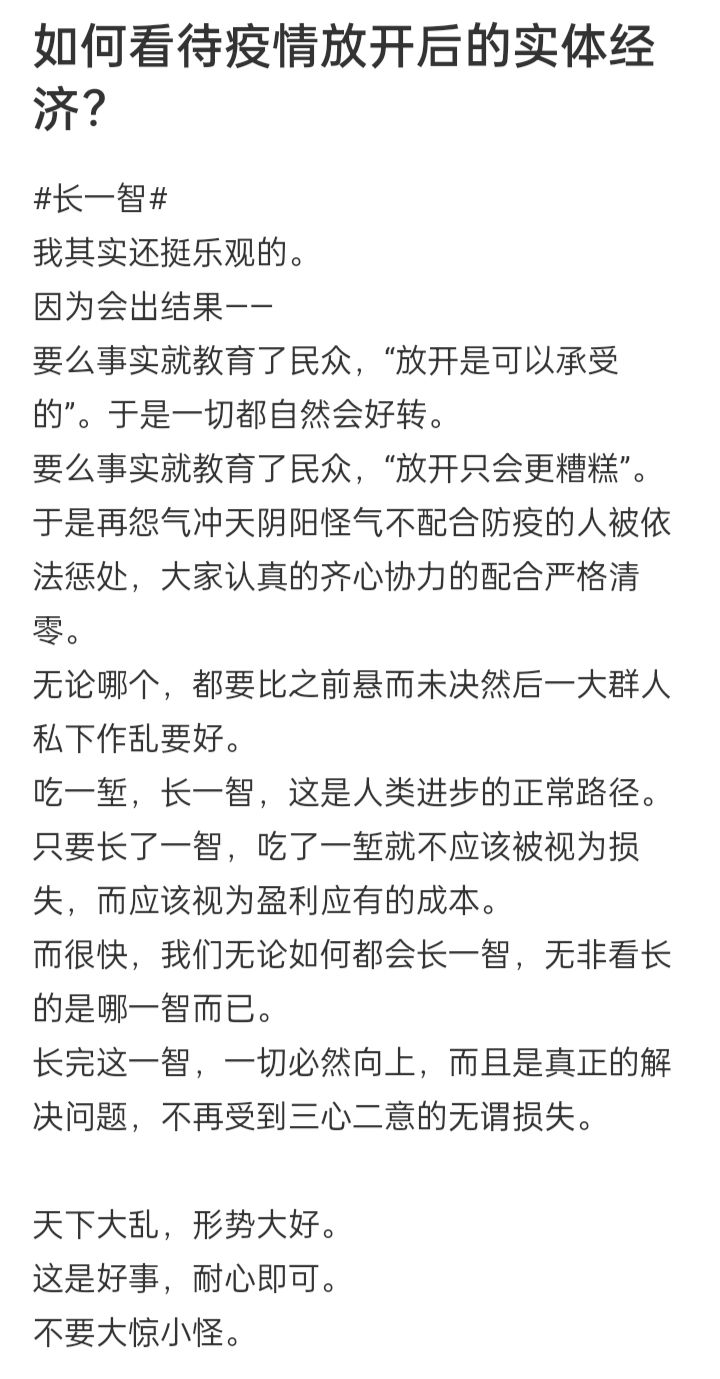 如何看待疫情放开后的实体经
济？
#长一智#
我其实还挺乐观的。
因为会出结果——
要么事实就教育了民众，“放开是可以承受
的”。于是一切都自然会好转。
要么事实就教育了民众，“放开只会更糟糕”。
于是再怨气冲天阴阳怪气不配合防疫的人被依
法惩处，大家认真的齐心协力的配合严格清
零。
无论哪个，都要比之前悬而未决然后一大群人
私下作乱要好。
吃一堑，长一智，这是人类进步的正常路径。
只要长了一智，吃了一堑就不应该被视为损
失，而应该视为盈利应有的成本。
而很快，我们无论如何都会长一智，无非看长
的是哪一智而已。
长完这一智，一切必然向上，而且是真正的解
决问题，不再受到三心二意的无谓损失。
天下大乱，形势大好。
这是好事，耐心即可。
不要大惊小怪。